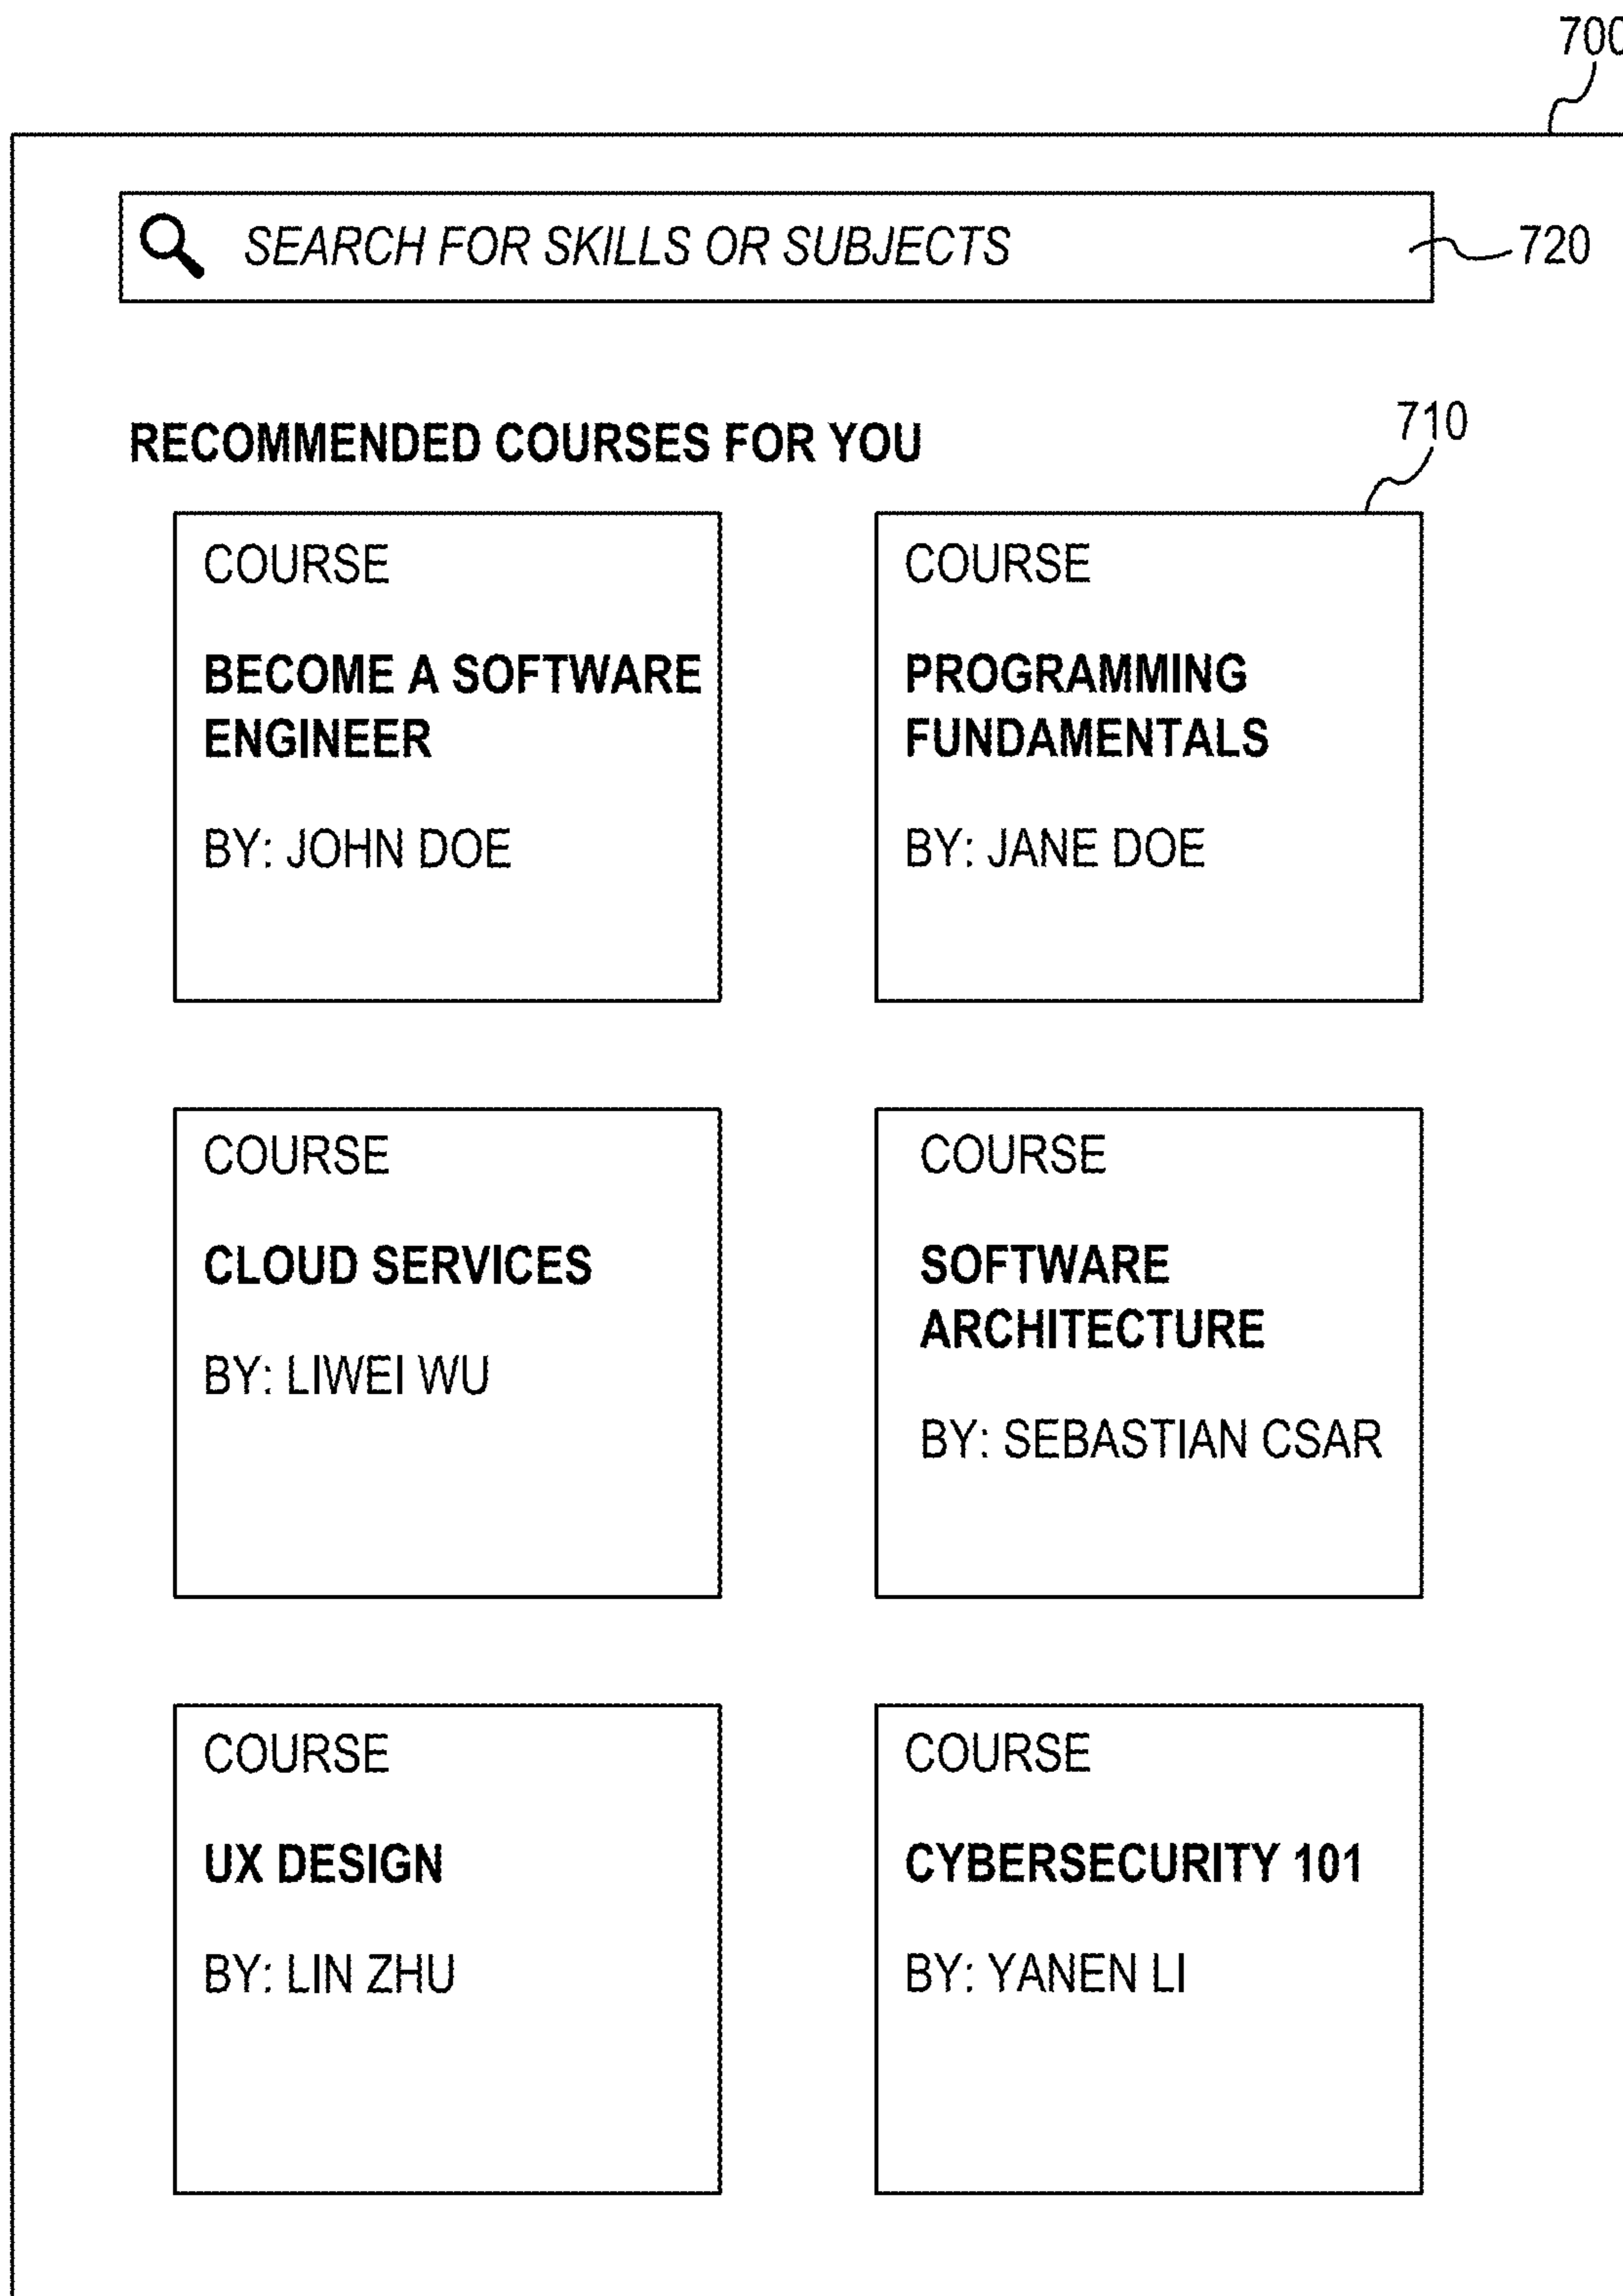 700
SEARCH FOR SKILLS OR SUBJECTS
720
RECOMMENDED COURSES FOR YOU
710
COURSE
BECOME A SOFTWARE
ENGINEER
BY: JOHN DOE
COURSE
PROGRAMMING
FUNDAMENTALS
BY: JANE DOE
COURSE
CLOUD SERVICES
BY: LIWEI WU
COURSE
SOFTWARE
ARCHITECTURE
BY: SEBASTIAN CSAR
COURSE
UX DESIGN
BY: LIN ZHU
COURSE
CYBERSECURITY 101
BY: YANEN LI